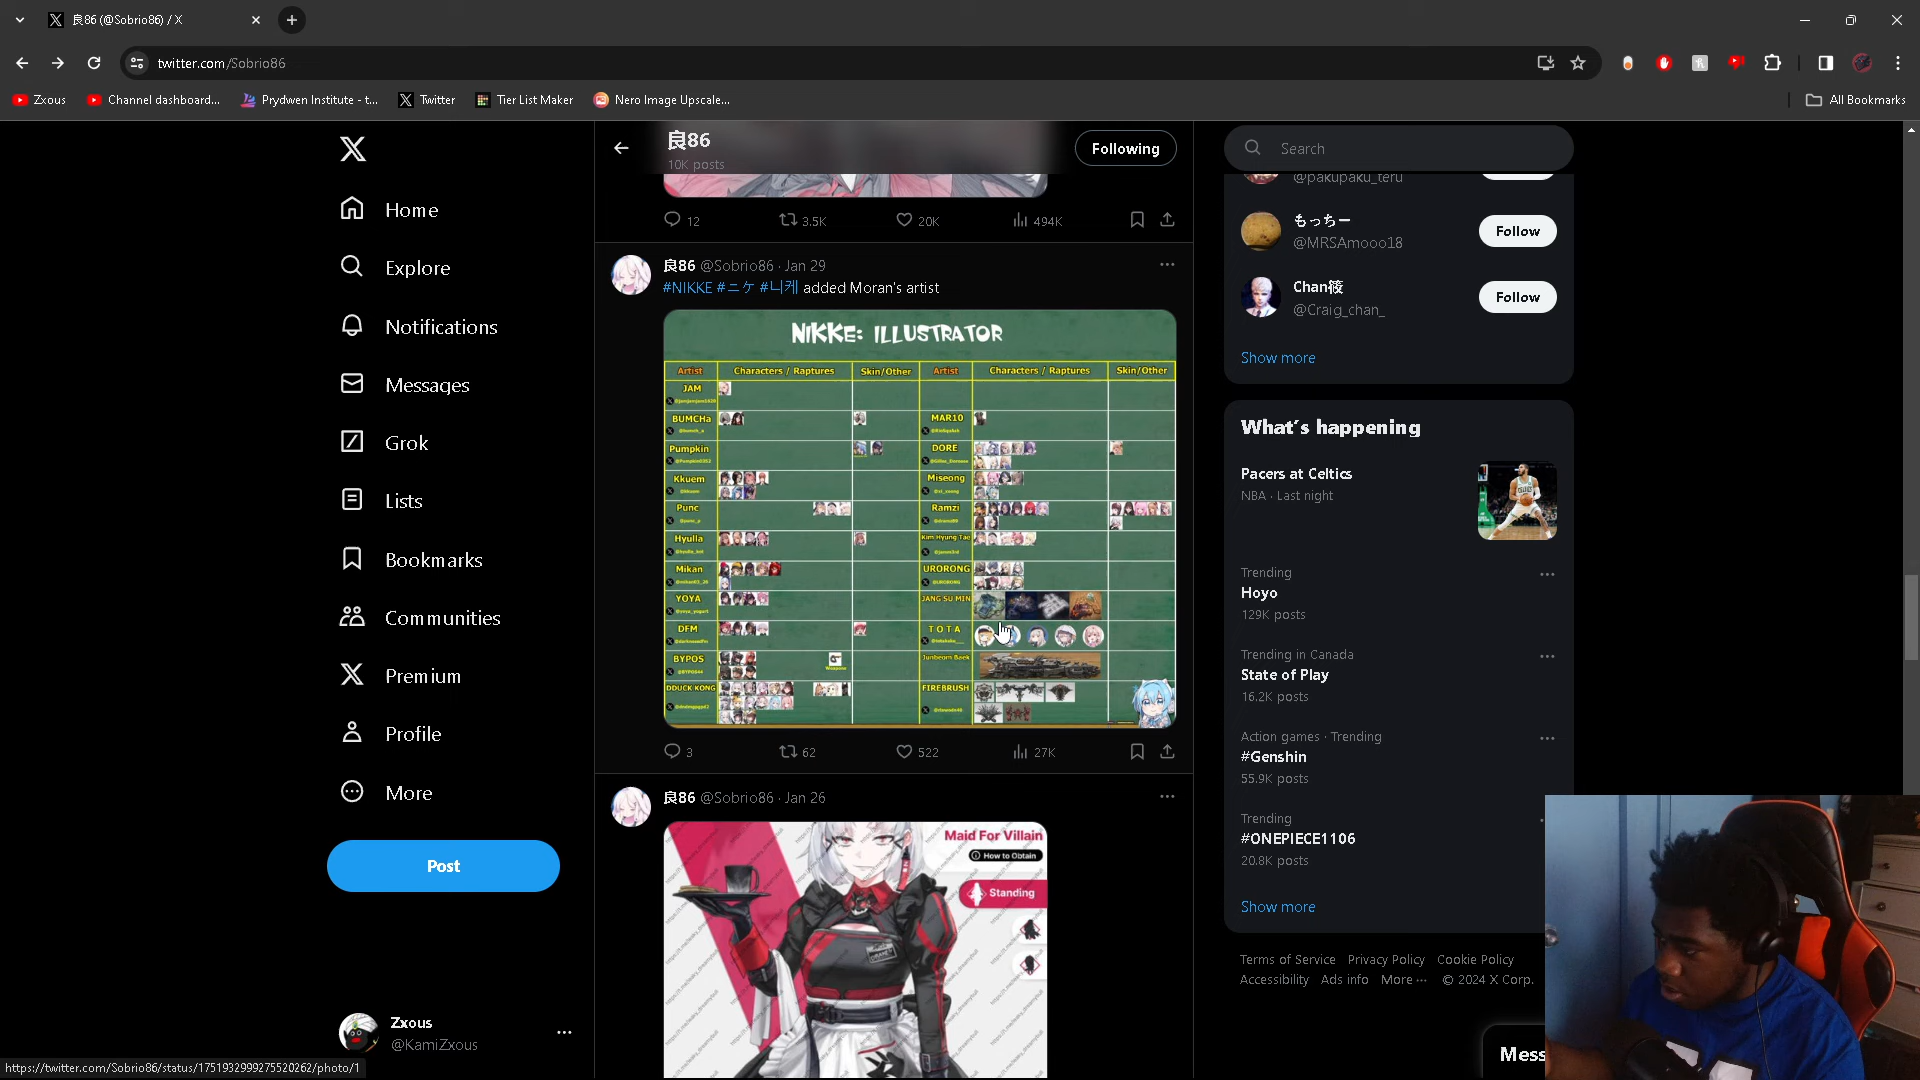 良86 (@Sobrio86) / X
twitter.com/Sobrio86
Zxous
Channel dashboard...
Prydwen Institute - t...
Twitter
Tier List Maker
Nero Image Upscale...
All Bookmarks
Home
Explore
Notifications
Messages
Grok
Lists
Bookmarks
Communities
Premium
Profile
More
Post
Zxous
@KamiZxous
https://twitter.com/Sobrio86/status/1751932999275520262/photo/1
良86
10K posts
Following
12
3.5K
20K
494K
良86 @Sobrio86 · Jan 29
#NIKKE #ニケ #니케 added Moran's artist
NIKKE: ILLUSTRATOR
Artist Characters / Raptures Skin/Other Artist Characters / Raptures Skin/Other
JAM
BUMCHa MAR10
Pumpkin DORE
Kkuem Miseong
Punc Ramzi
Hyulla Kim Hyung Tae
Mikan URORONG
YOYA JANG SU MIN
DFM TOTA
BYPOS Junbeom Baek
DDUCK KONG FIREBRUSH
3
62
522
27K
良86 @Sobrio86 · Jan 26
Maid For Villain
How to Obtain
Standing
Search
@pakupaku_teru
もっちー
@MRSAmooo18
Follow
Chan筱
@Craig_chan_
Follow
Show more
What's happening
Pacers at Celtics
NBA · Last night
Trending
Hoyo
129K posts
Trending in Canada
State of Play
16.2K posts
Action games · Trending
#Genshin
55.9K posts
Trending
#ONEPIECE1106
20.8K posts
Show more
Terms of Service Privacy Policy Cookie Policy
Accessibility Ads info More ··· © 2024 X Corp.